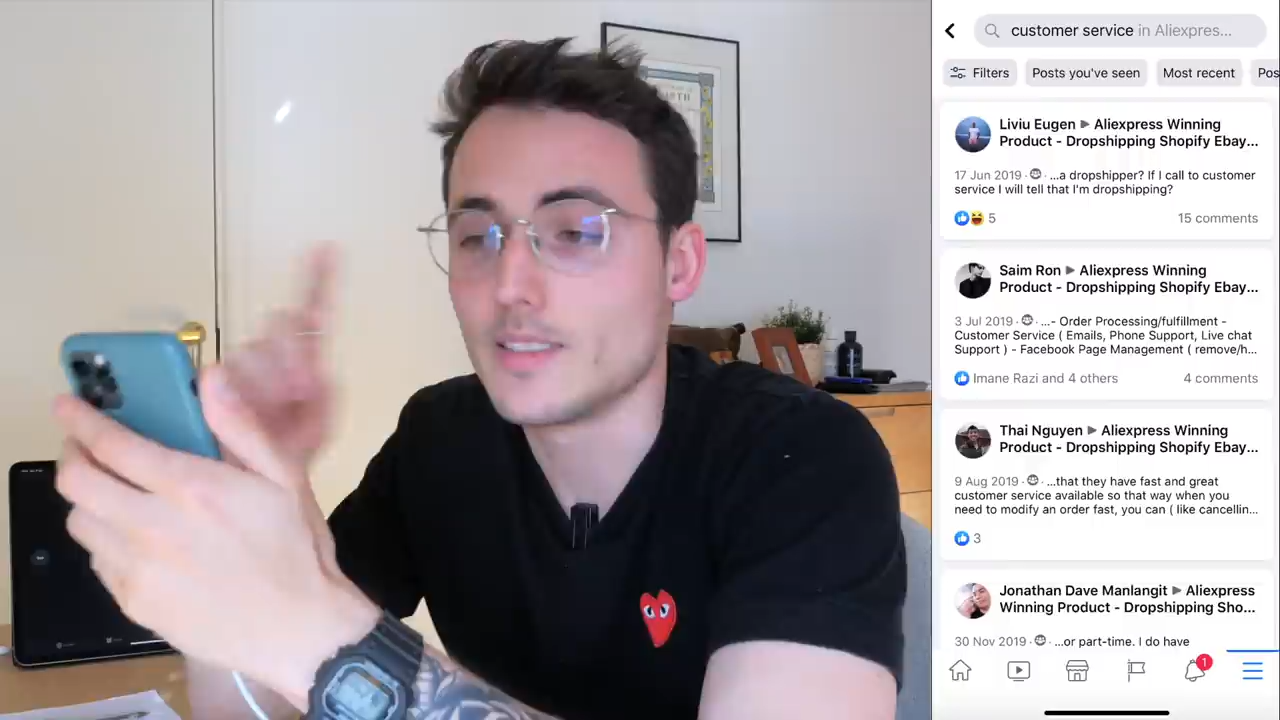 customer service in Aliexpres...
Filters
Posts you've seen
Most recent
Pos
Liviu Eugen ▶ Aliexpress Winning
Product - Dropshipping Shopify Ebay...
17 Jun 2019 · ...a dropshipper? If I call to customer
service I will tell that I'm dropshipping?
5
15 comments
Saim Ron ▶ Aliexpress Winning
Product - Dropshipping Shopify Ebay...
3 Jul 2019 · ...- Order Processing/fulfillment -
Customer Service ( Emails, Phone Support, Live chat
Support ) - Facebook Page Management ( remove/h...
Imane Razi and 4 others
4 comments
Thai Nguyen ▶ Aliexpress Winning
Product - Dropshipping Shopify Ebay...
9 Aug 2019 · ...that they have fast and great
customer service available so that way when you
need to modify an order fast, you can ( like cancellin...
3
Jonathan Dave Manlangit ▶ Aliexpress
Winning Product - Dropshipping Sho...
30 Nov 2019 · ...or part-time. I do have
1